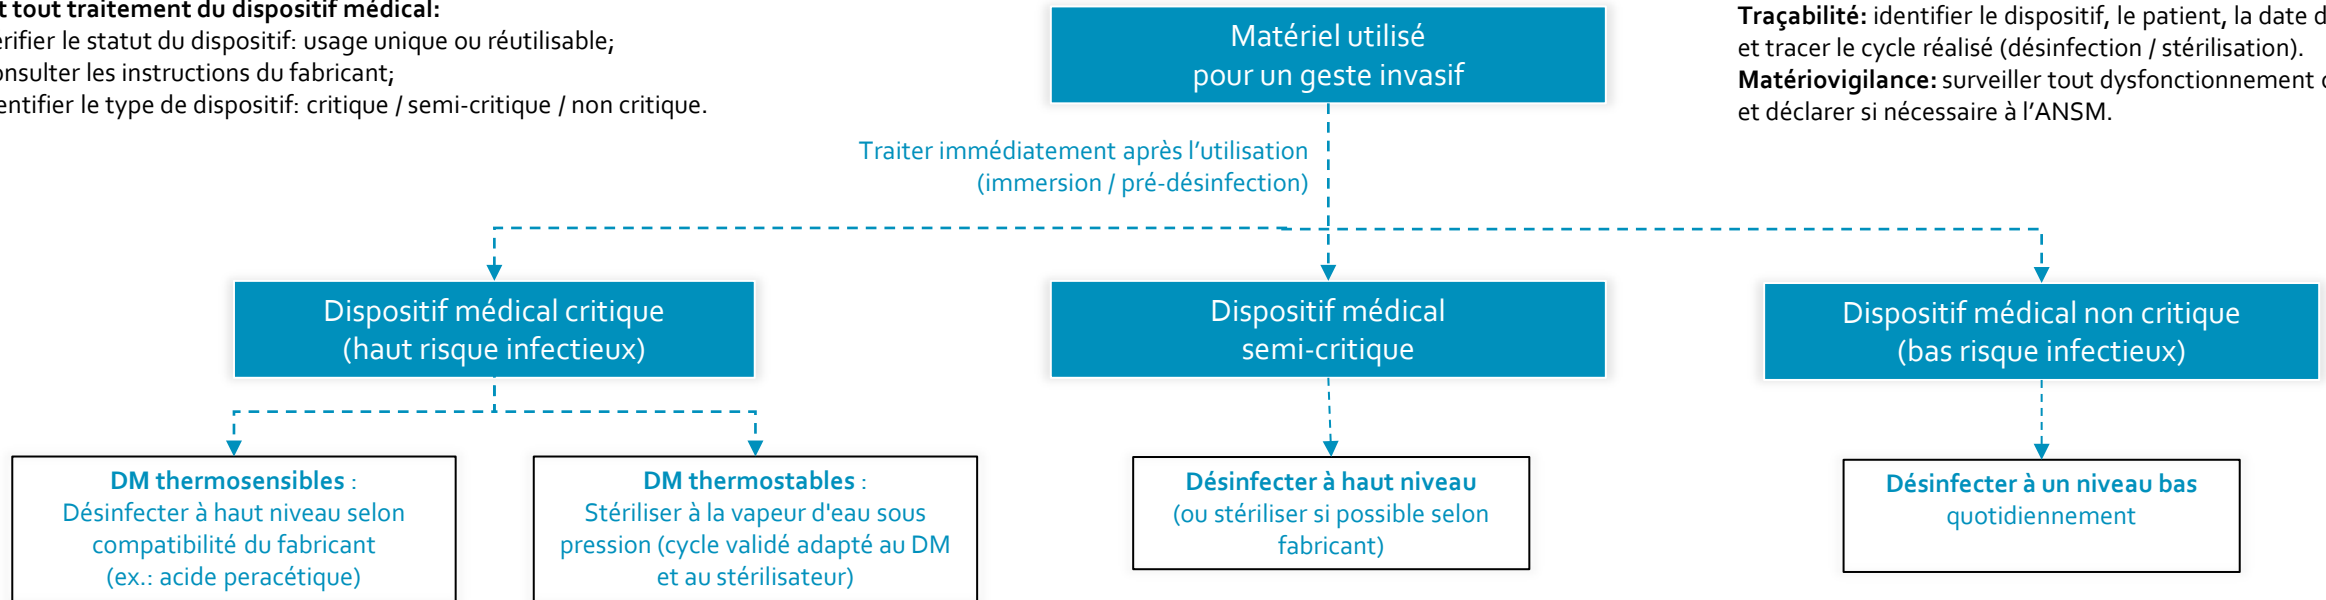 t tout traitement du dispositif médical:
érifier le statut du dispositif: usage unique ou réutilisable;
onsulter les instructions du fabricant;
entifier le type de dispositif: critique / semi-critique / non critique.
Matériel utilisé
pour un geste invasif
Traçabilité: identifier le dispositif, le patient, la date d
et tracer le cycle réalisé (désinfection / stérilisation).
Matériovigilance: surveiller tout dysfonctionnement
et déclarer si nécessaire à l’ANSM.
Traiter immédiatement après l’utilisation
(immersion / pré-désinfection)
Dispositif médical critique
(haut risque infectieux)
Dispositif médical
semi-critique
Dispositif médical non critique
(bas risque infectieux)
DM thermosensibles :
Désinfecter à haut niveau selon
compatibilité du fabricant
(ex.: acide peracétique)
DM thermostables :
Stériliser à la vapeur d'eau sous
pression (cycle validé adapté au DM
et au stérilisateur)
Désinfecter à haut niveau
(ou stériliser si possible selon
fabricant)
Désinfecter à un niveau bas
quotidiennement